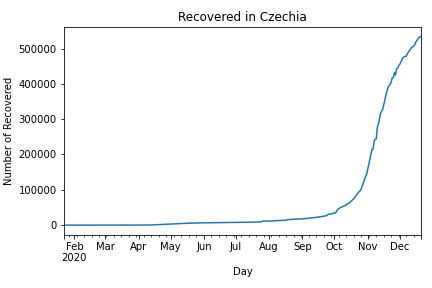 Recovered in Czechia
Number of Recovered
500000
400000
300000
200000
100000
0
Feb Mar Apr May Jun Jul Aug Sep Oct Nov Dec
2020
Day